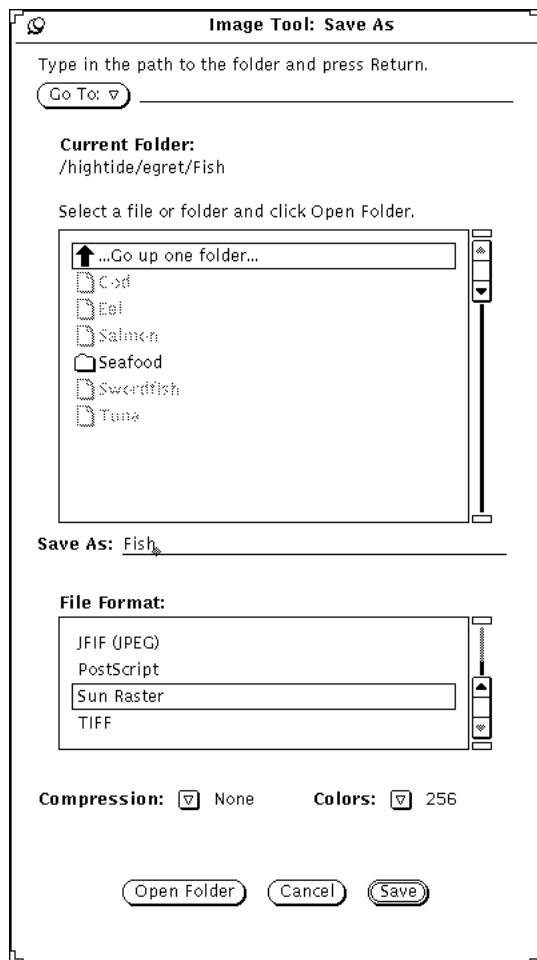 Image Tool: Save As
Type in the path to the folder and press Return.
Go To:
Current Folder:
/hightide/egret/Fish
Select a file or folder and click Open Folder.
...Go up one folder...
Cod
Eel
Salmon
Seafood
Swordfish
Tuna
Save As: Fish
File Format:
JFIF (JPEG)
PostScript
Sun Raster
TIFF
Compression: None Colors: 256
Open Folder Cancel Save